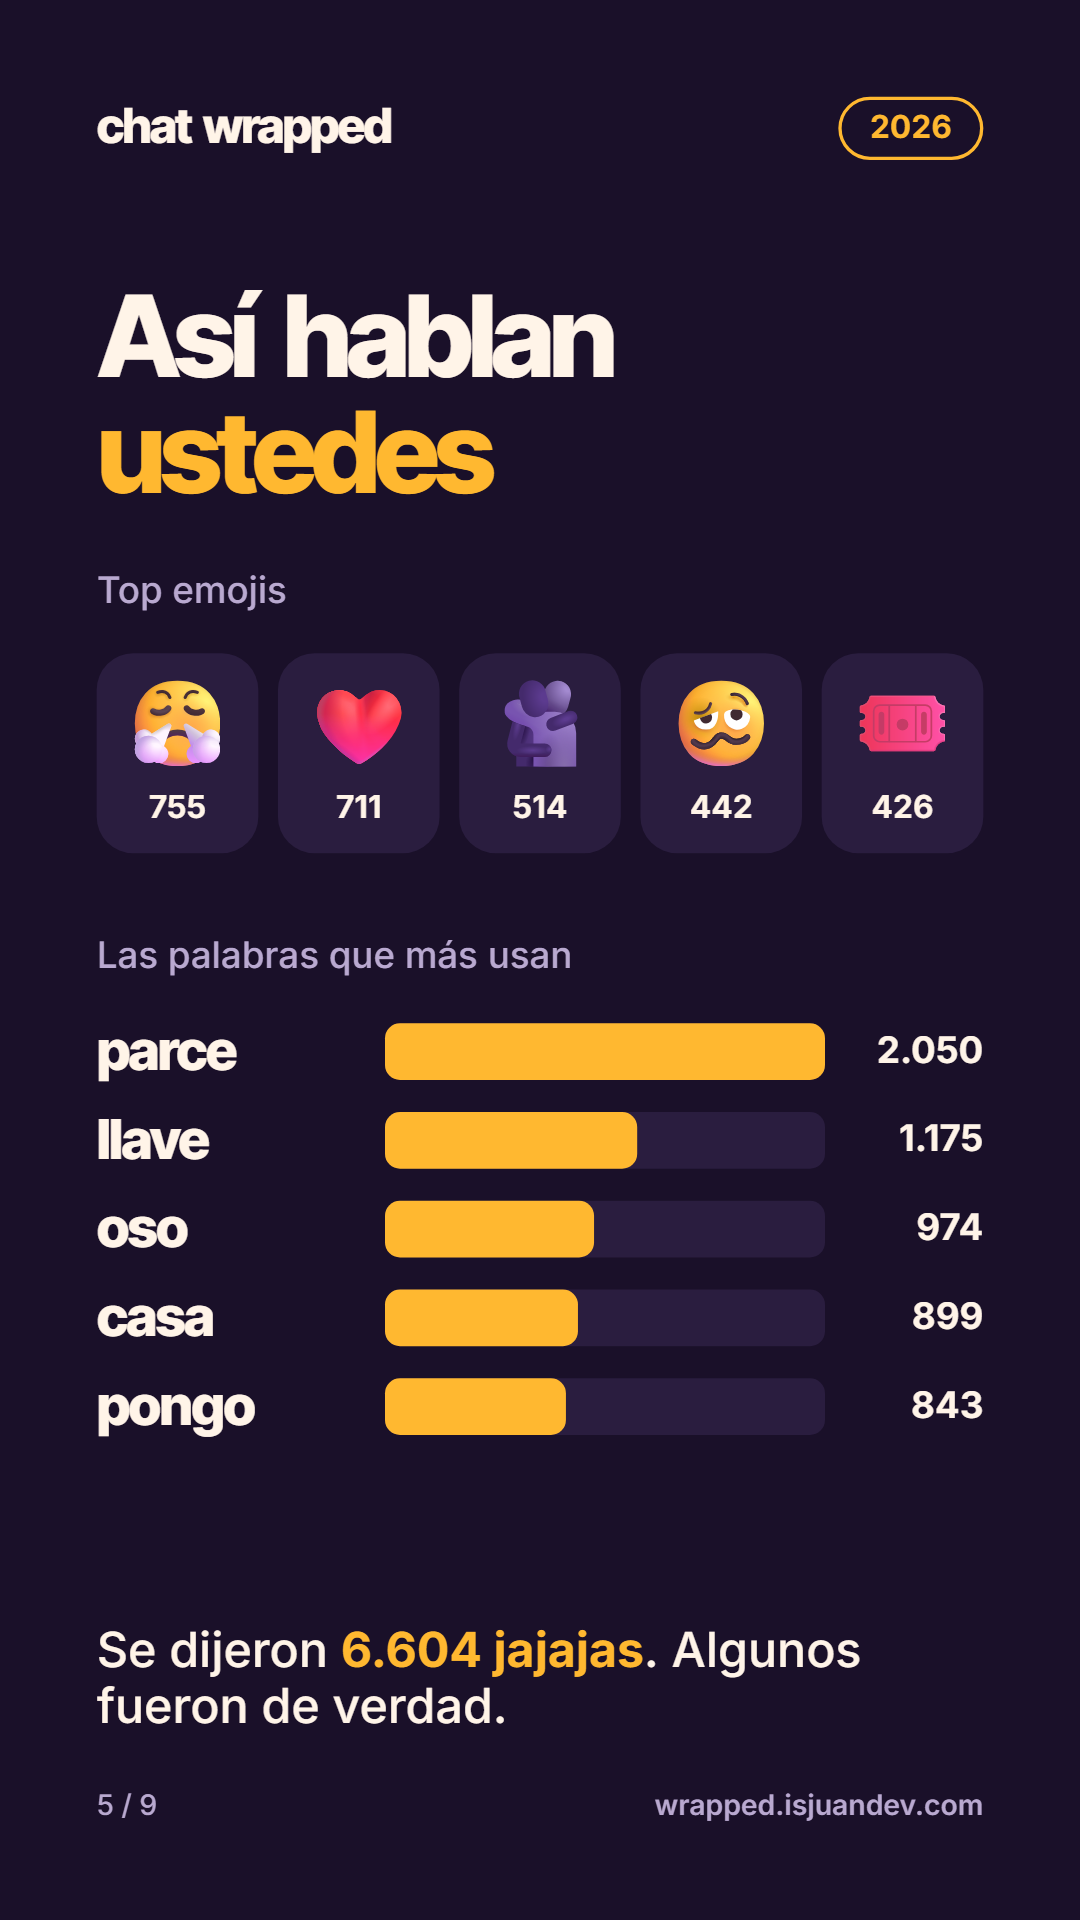 chat wrapped
2026
Así hablan
ustedes
Top emojis
755
711
514
442
426
Las palabras que más usan
parce 2.050
llave 1.175
oso 974
casa 899
pongo 843
Se dijeron 6.604 jajajas. Algunos
fueron de verdad.
5 / 9
wrapped.isjuandev.com